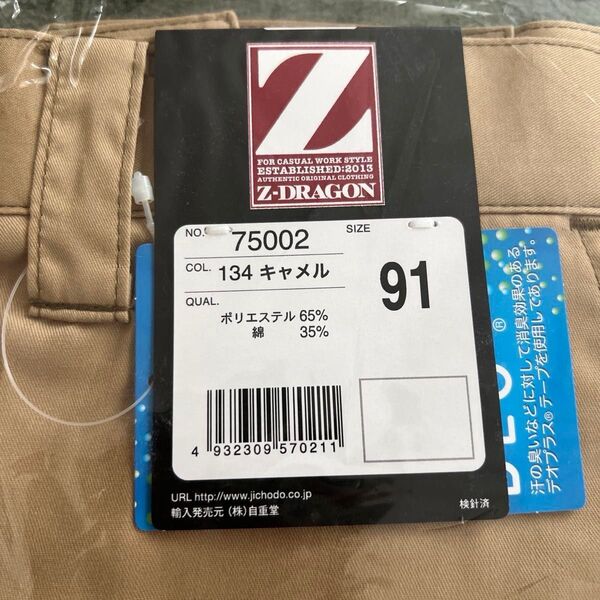 Z
FOR CASUAL WORK STYLE
ESTABLISHED:2013
AUTHENTIC ORIGINAL CLOTHING
Z-DRAGON
NO. 75002
SIZE
COL. 134 キャメル
91
QUAL.
ポリエステル 65%
綿 35%
4 932309 570211
URL http://www.jichodo.co.jp
輸入発売元 (株)自重堂
検針済
汗の臭いなどに対して消臭効果のある
デオプラス®テープを使用してあります。